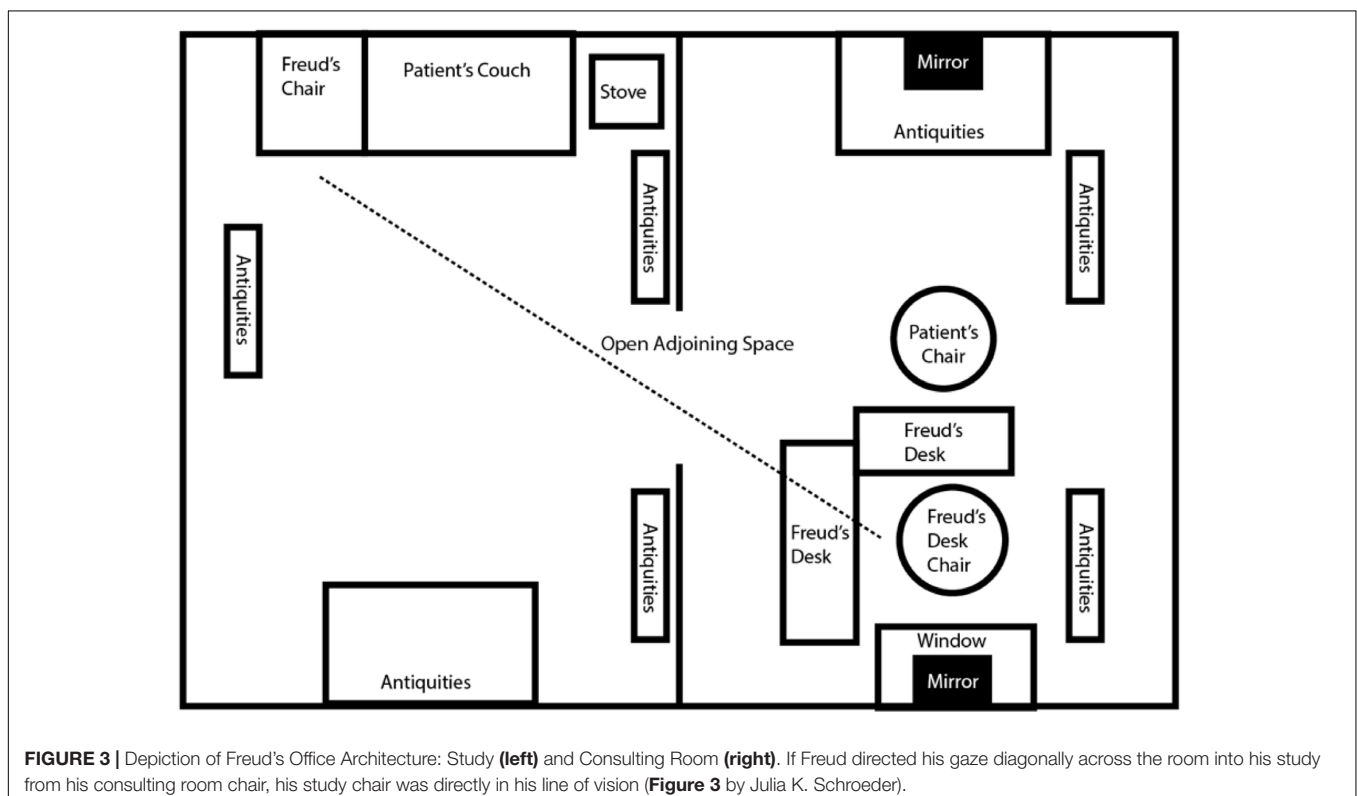 Freud's
Chair
Patient's Couch
Stove
Mirror
Antiquities
Antiquities
Antiquities
Antiquities
Open Adjoining Space
Patient's
Chair
Freud's
Desk
Freud's
Desk
Freud's
Desk
Chair
Antiquities
Antiquities
Antiquities
Window
Mirror
FIGURE 3 | Depiction of Freud's Office Architecture: Study (left) and Consulting Room (right). If Freud directed his gaze diagonally across the room into his study
from his consulting room chair, his study chair was directly in his line of vision (Figure 3 by Julia K. Schroeder).